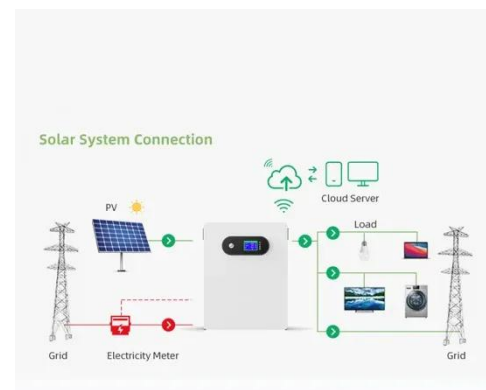 Solar System Connection
Cloud Server
PV
Load
Grid
Electricity Meter
Grid